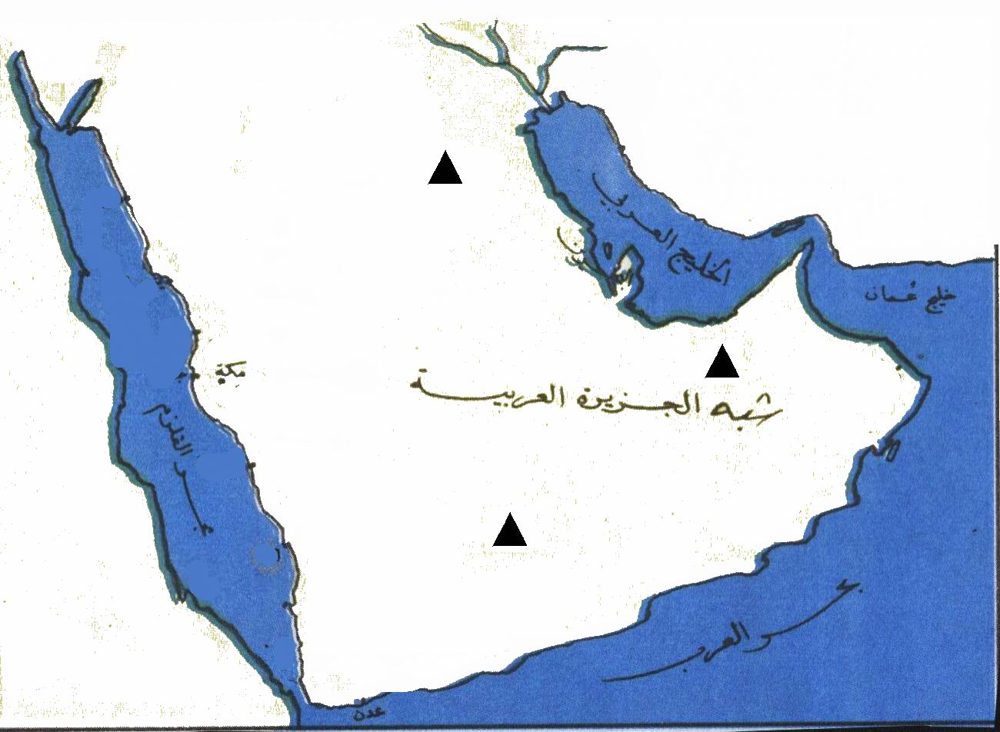 الخليج العربي
خليج عُمان
مكة
شبه الجزيرة العربية
بحر القلزم
بحر العرب
عدن